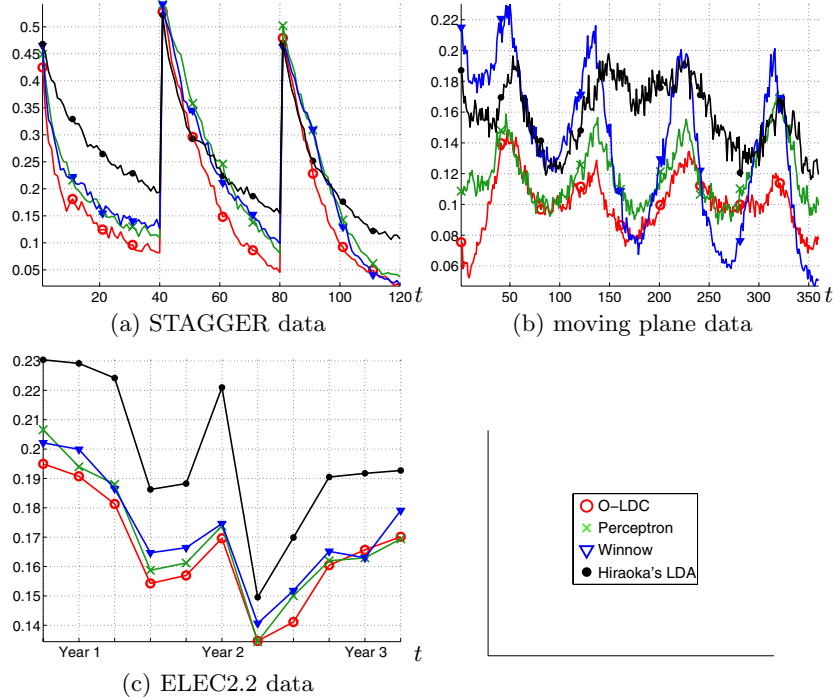 0.5
0.45
0.4
0.35
0.3
0.25
0.2
0.15
0.1
0.05
20 40 60 80 100 120 t
(a) STAGGER data
0.22
0.2
0.18
0.16
0.14
0.12
0.1
0.08
0.06
50 100 150 200 250 300 350 t
(b) moving plane data
0.23
0.22
0.21
0.2
0.19
0.18
0.17
0.16
0.15
0.14
Year 1 Year 2 Year 3 t
(c) ELEC2.2 data
O-LDC
Perceptron
Winnow
Hiraoka's LDA